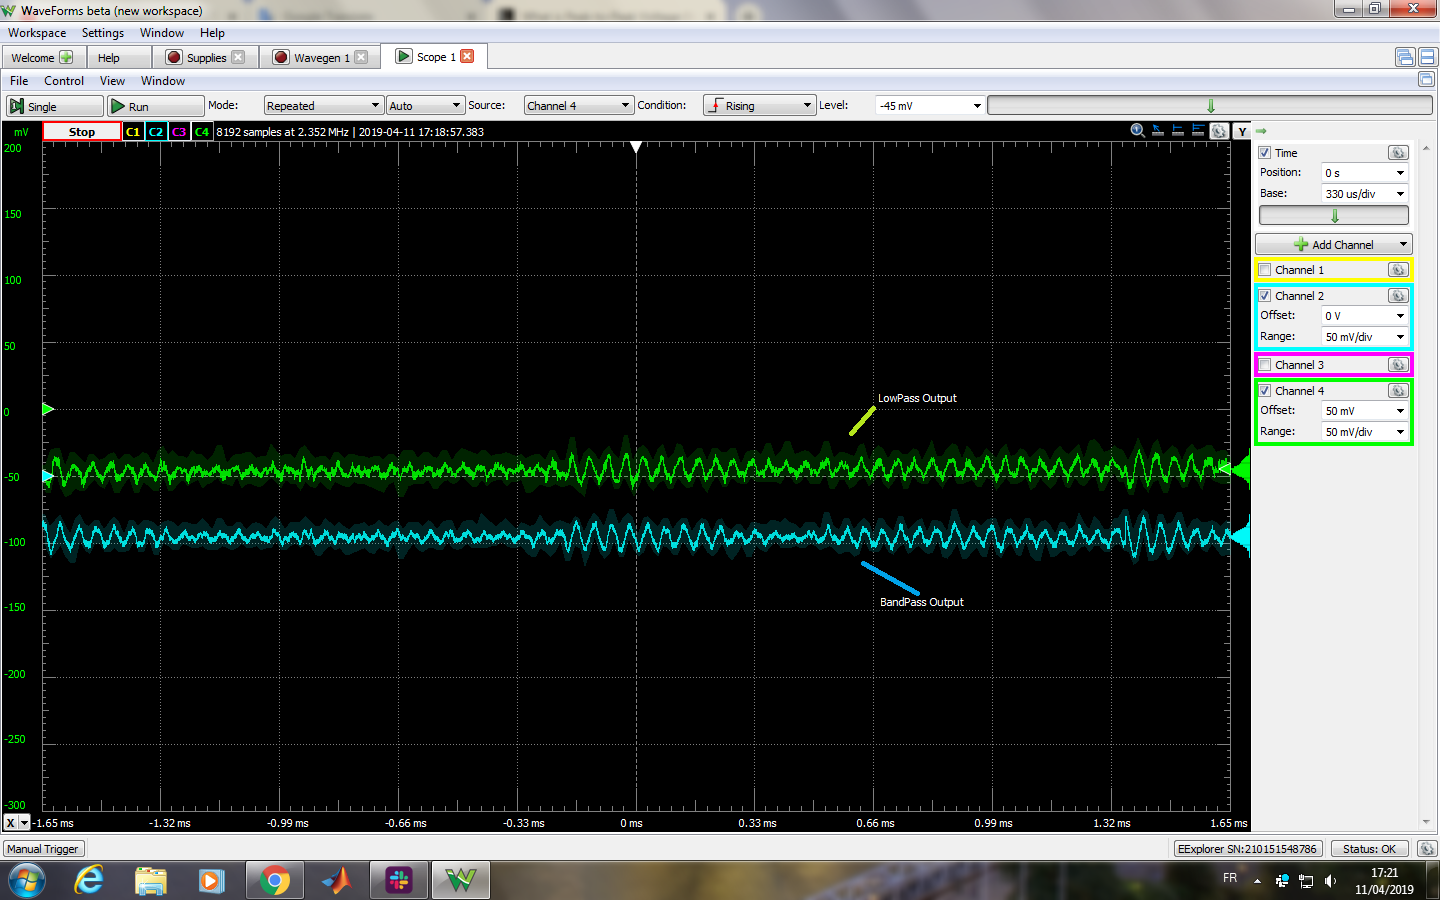 WaveForms beta (new workspace)
Workspace Settings Window Help
Welcome Help Supplies Wavegen 1 Scope 1
File Control View Window
Single Run Mode: Repeated Auto Source: Channel 4 Condition: Rising Level: -45 mV
mV Stop C1 C2 C3 C4 8192 samples at 2.352 MHz | 2019-04-11 17:18:57.383 Y
200
150
100
50
0
-50
-100
-150
-200
-250
-300
LowPass Output
BandPass Output
X -1.65 ms -1.32 ms -0.99 ms -0.66 ms -0.33 ms 0 ms 0.33 ms 0.66 ms 0.99 ms 1.32 ms 1.65 ms
Time
Position: 0 s
Base: 330 us/div
Add Channel
Channel 1
Channel 2
Offset: 0 V
Range: 50 mV/div
Channel 3
Channel 4
Offset: 50 mV
Range: 50 mV/div
Manual Trigger EExplorer SN:210151548786 Status: OK
FR 17:21
11/04/2019